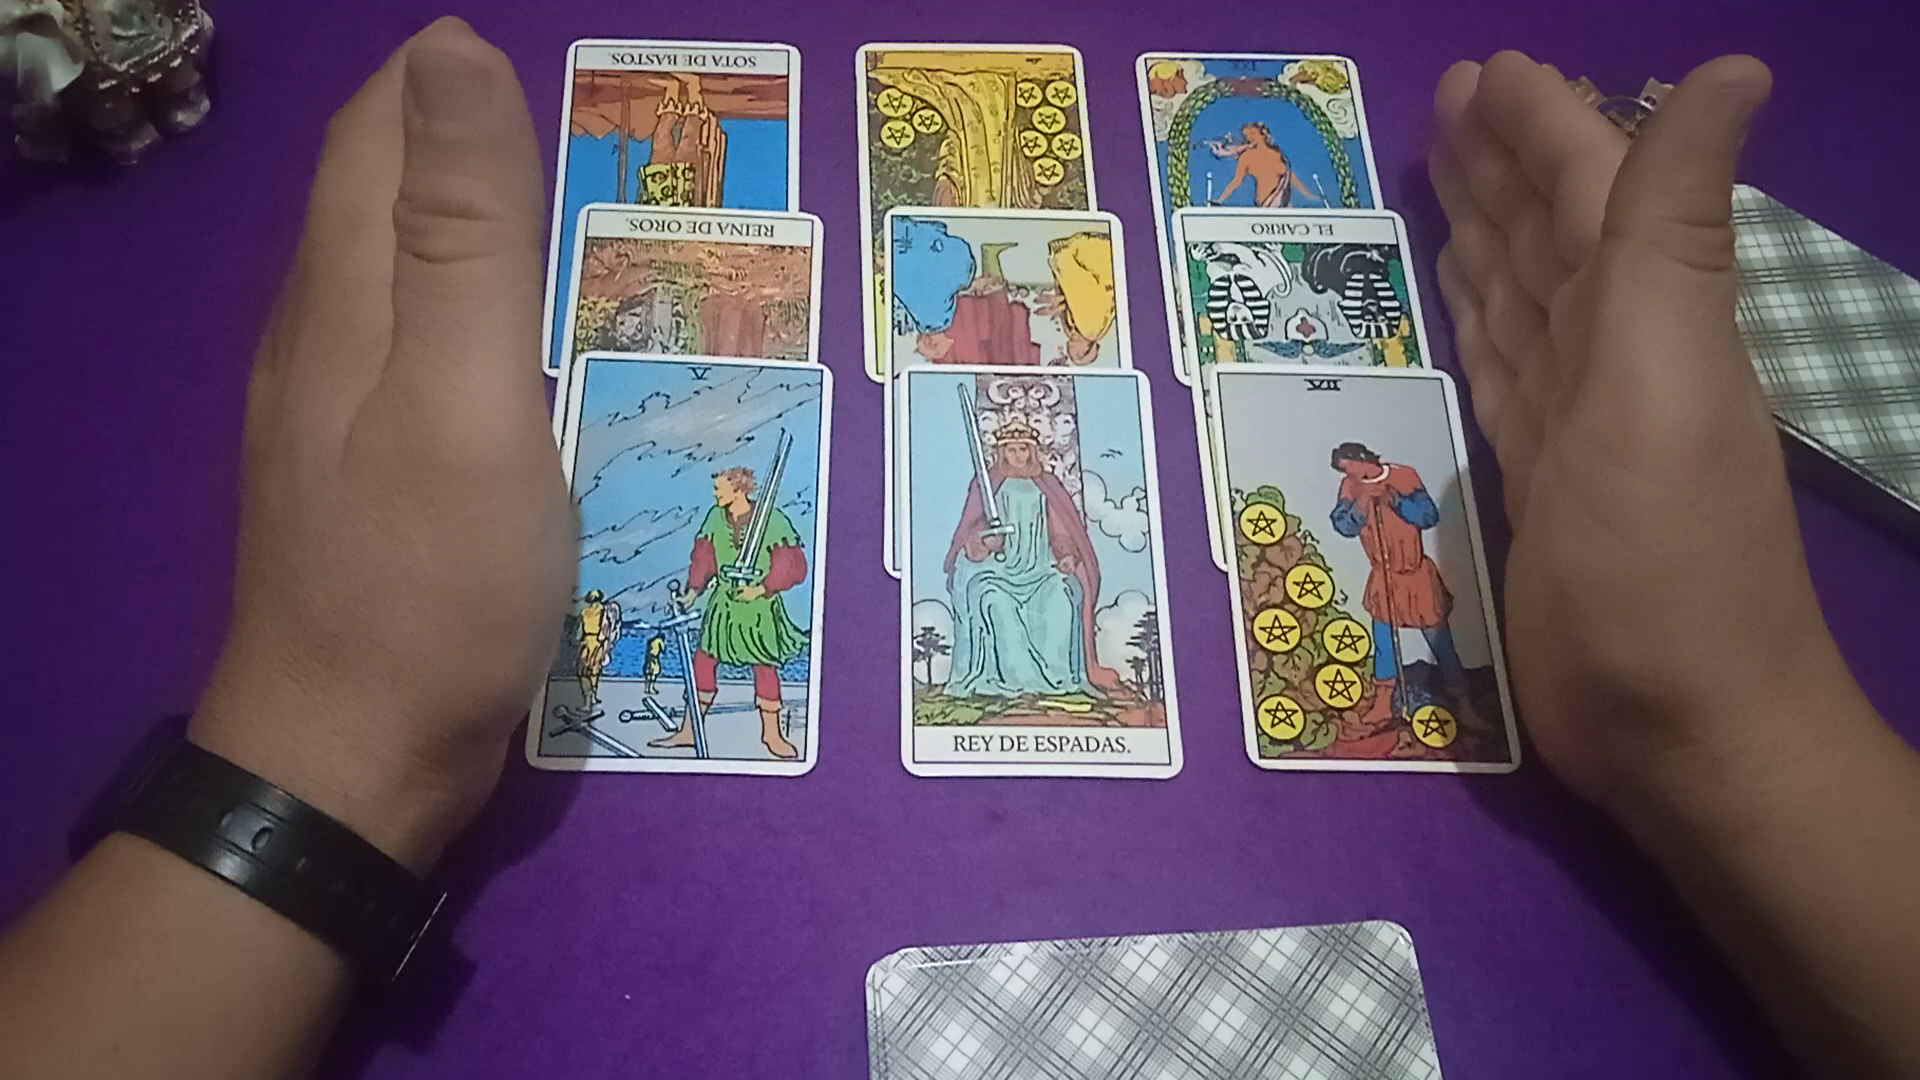 SOTA DE BASTOS.
REINA DE OROS.
EL CARRO
V
VII
REY DE ESPADAS.